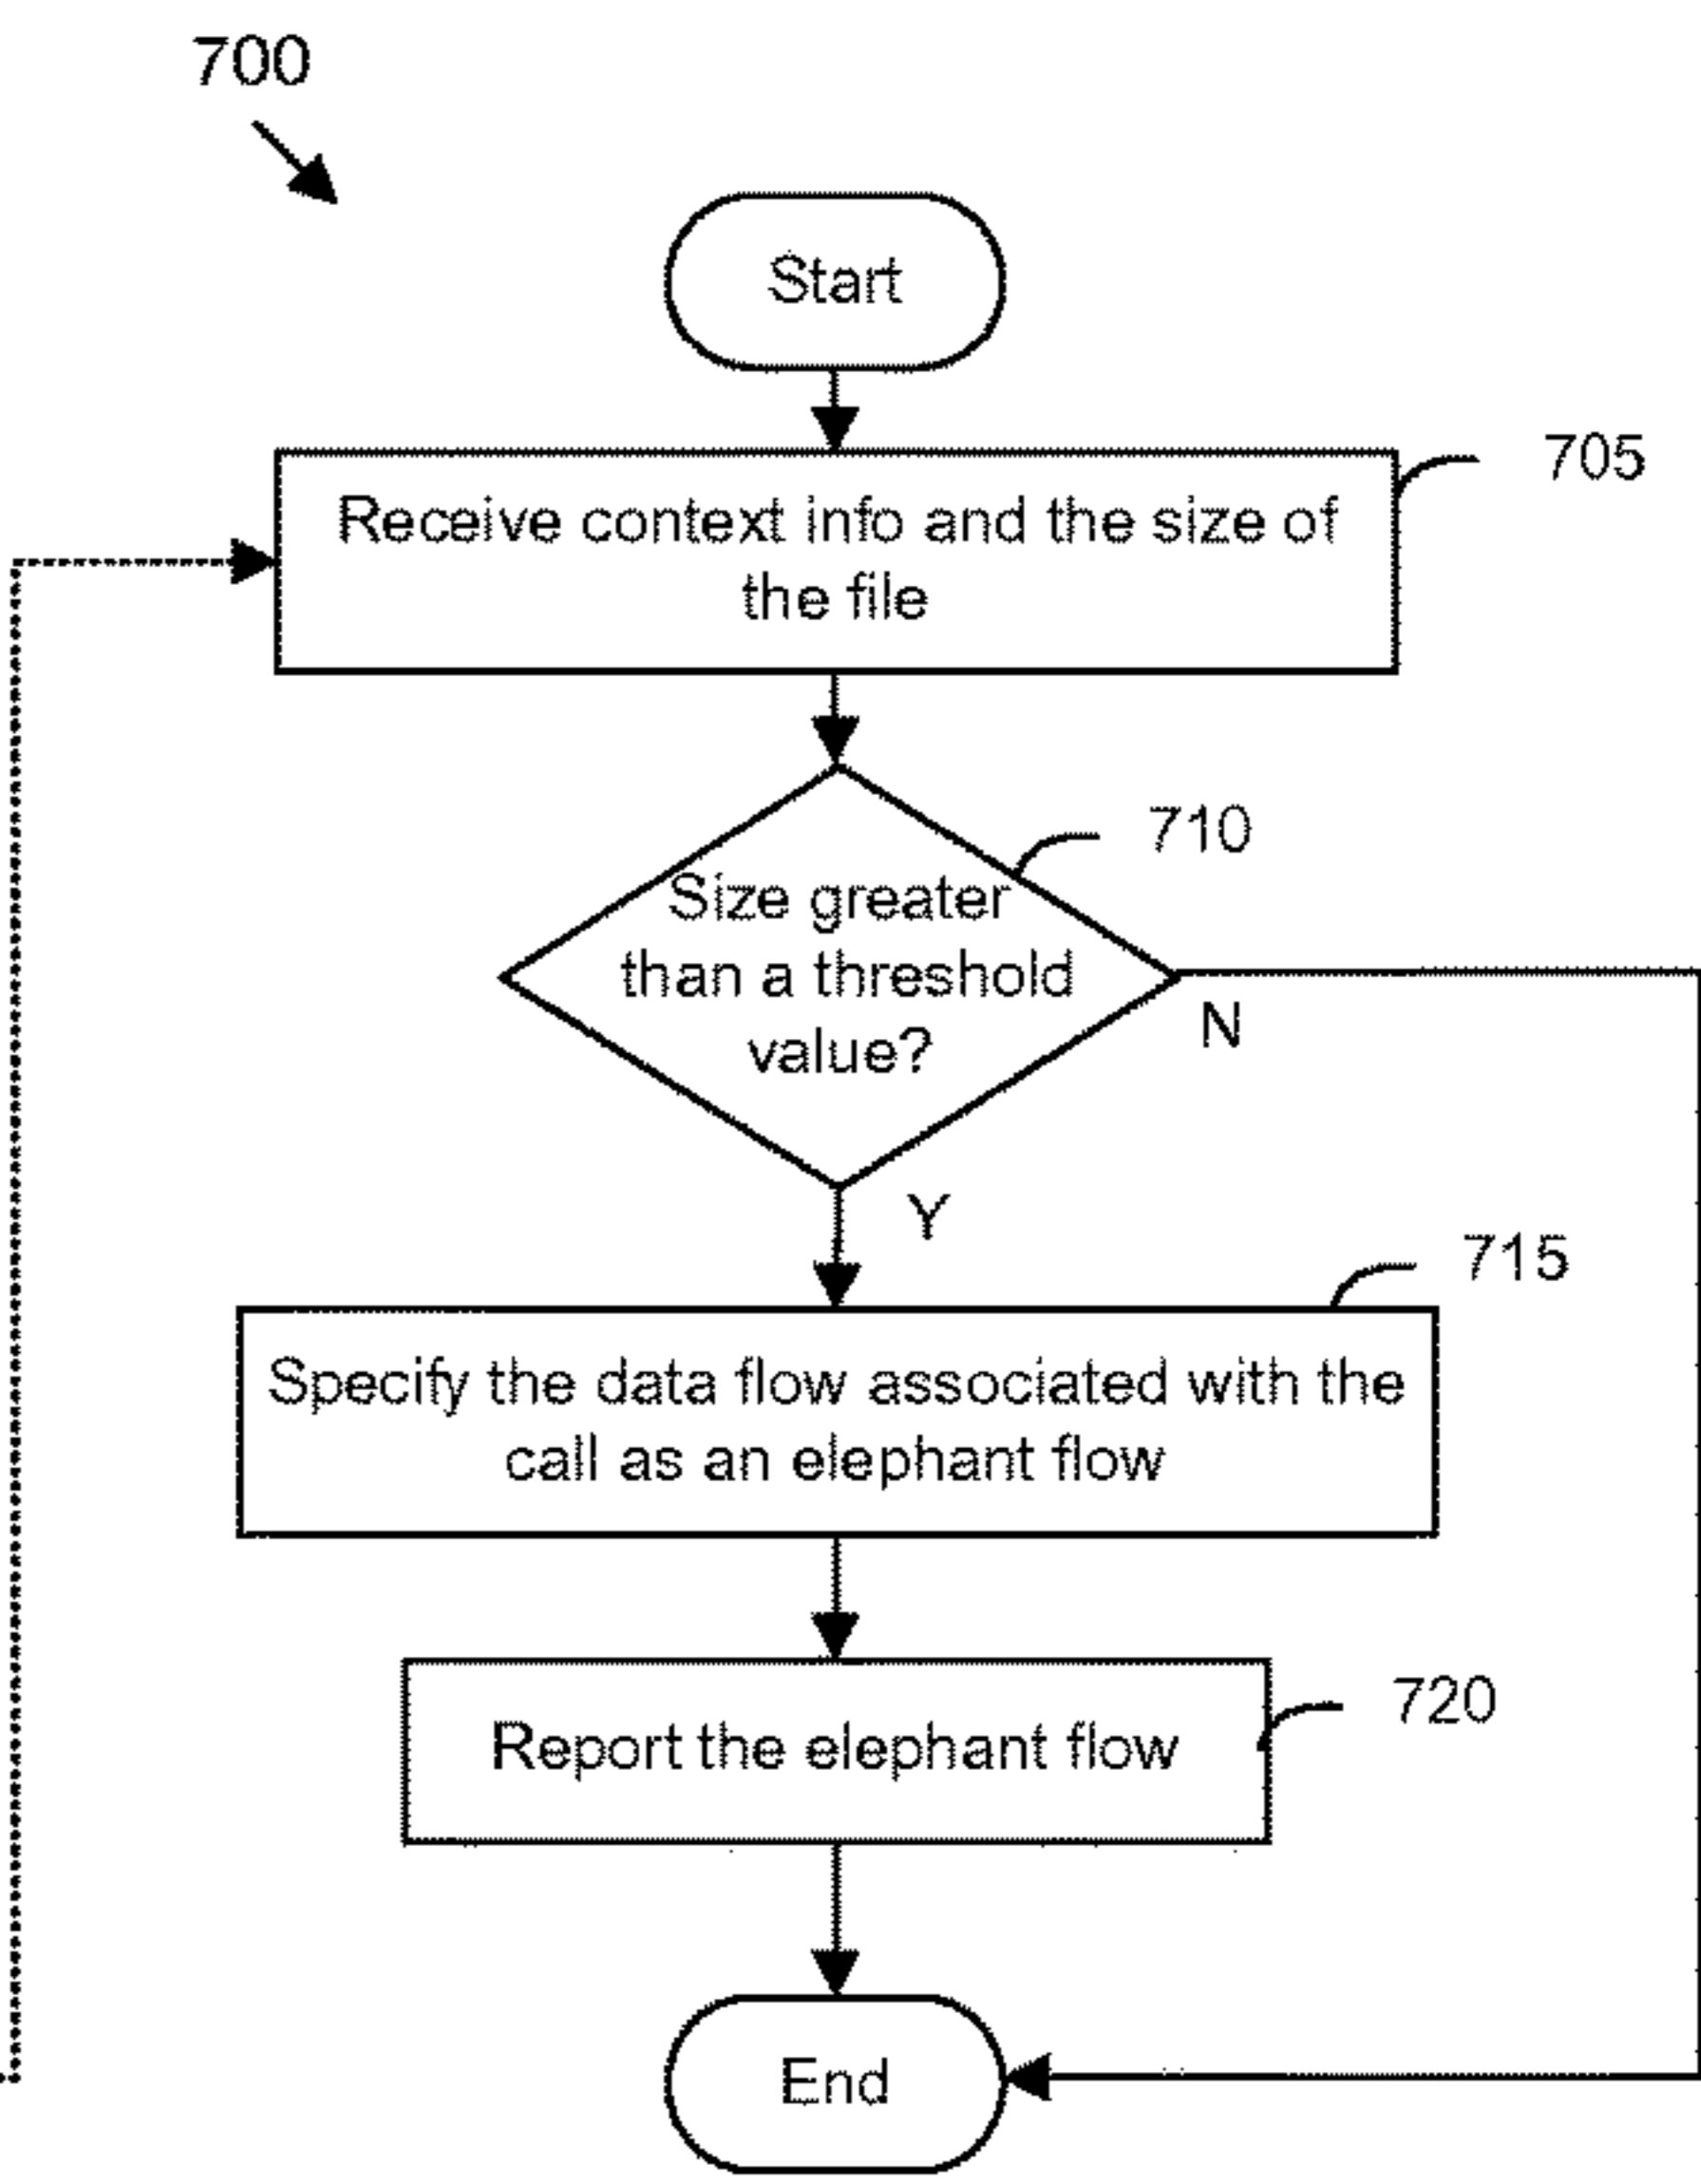 700
Start
705
Receive context info and the size of
the file
710
Size greater
than a threshold
value?
N
Y
715
Specify the data flow associated with the
call as an elephant flow
720
Report the elephant flow
End